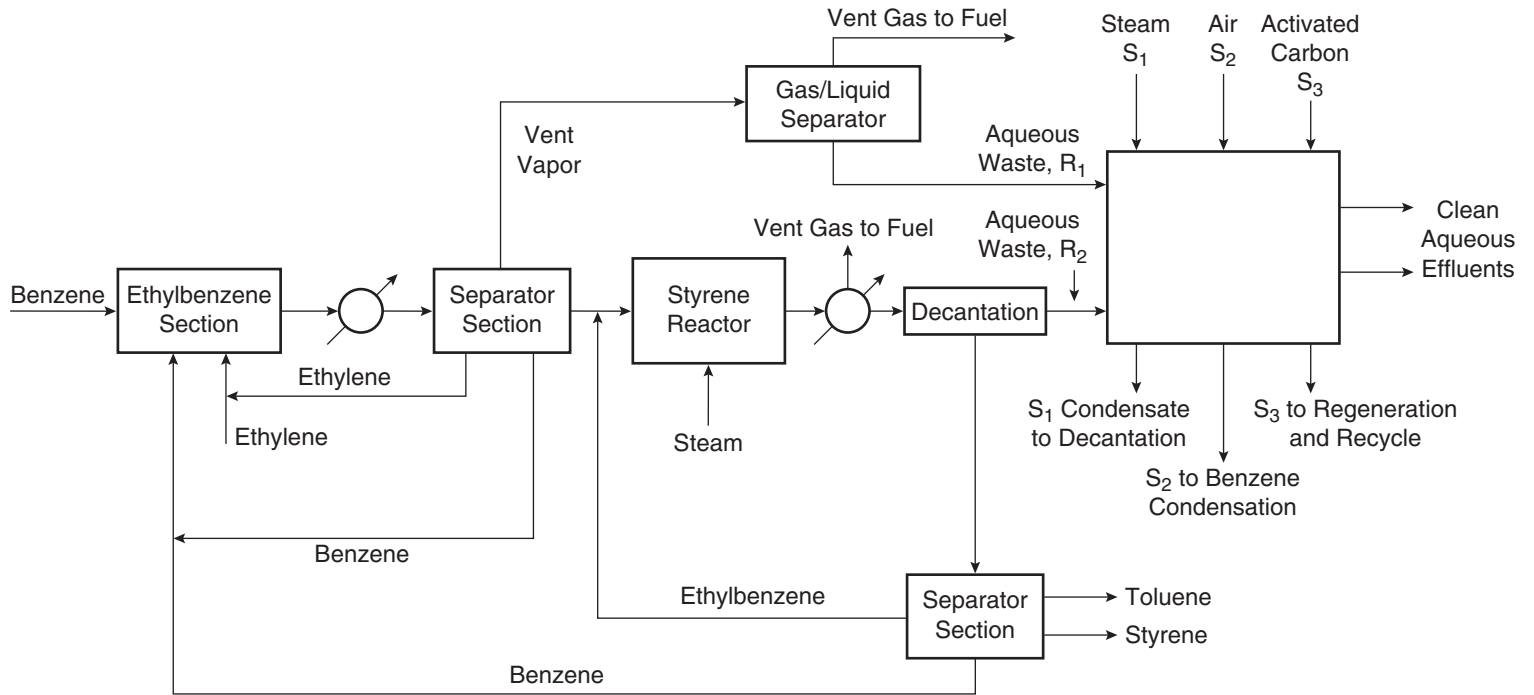 Vent Gas to Fuel
Steam
S₁
Air
S₂
Activated
Carbon
S₃
Gas/Liquid
Separator
Vent
Vapor
Aqueous
Waste, R₁
Vent Gas to Fuel
Aqueous
Waste, R₂
Clean
Aqueous
Effluents
Benzene
Ethylbenzene
Section
Separator
Section
Styrene
Reactor
Decantation
Ethylene
Ethylene
Steam
S₁ Condensate
to Decantation
S₃ to Regeneration
and Recycle
S₂ to Benzene
Condensation
Benzene
Ethylbenzene
Separator
Section
Toluene
Styrene
Benzene